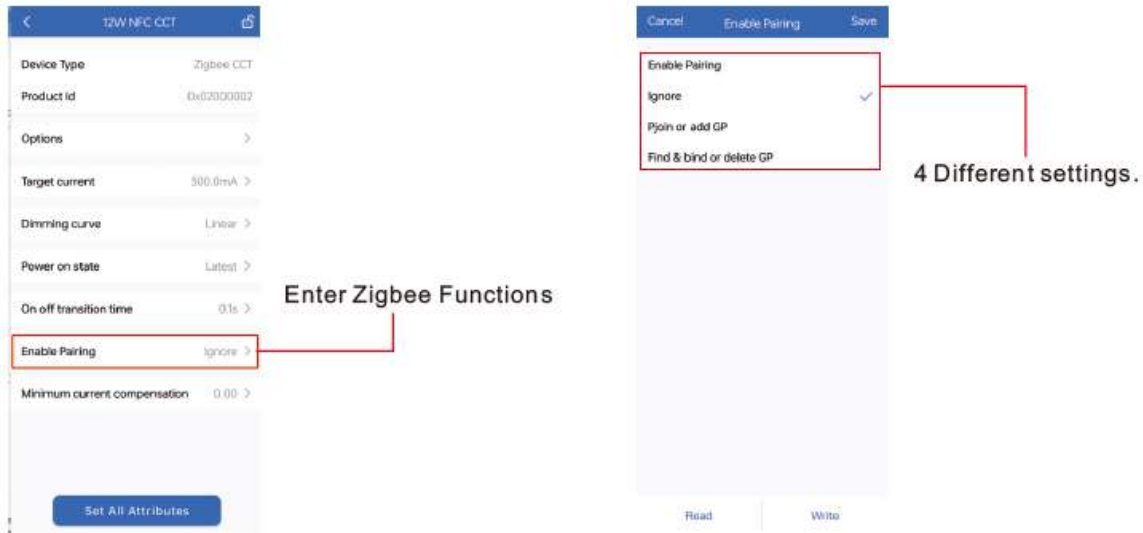 12W NFC CCT
Device Type Zigbee CCT
Product Id 0x02000002
Options >
Target current 500.0mA >
Dimming curve Linear >
Power on state Latest >
On off transition time 0.1s >
Enable Pairing Ignore >
Minimum current compensation 0.00 >
Set All Attributes
Enter Zigbee Functions
Cancel Enable Pairing Save
Enable Pairing
Ignore
Pjoin or add GP
Find & bind or delete GP
4 Different settings.
Read Write